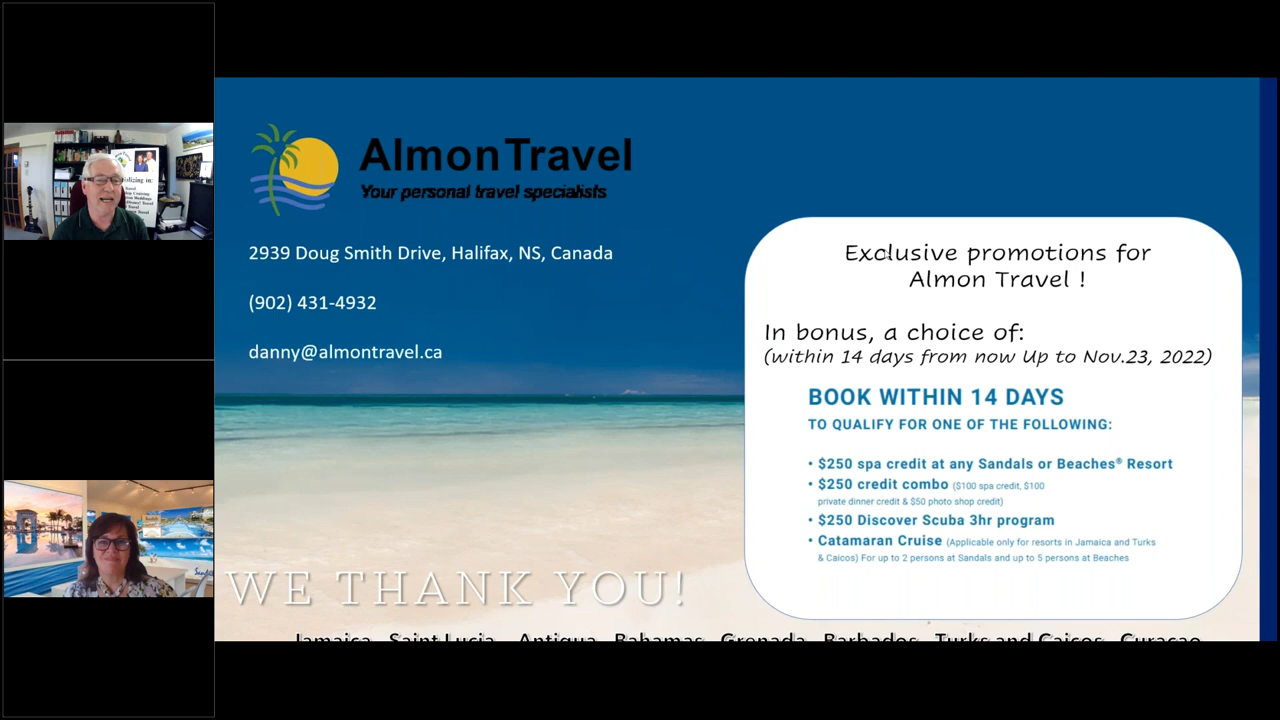 AlmonTravel
Your personal travel specialists
2939 Doug Smith Drive, Halifax, NS, Canada
(902) 431-4932
danny@almontravel.ca
Exclusive promotions for
Almon Travel !
In bonus, a choice of:
(within 14 days from now Up to Nov.23, 2022)
BOOK WITHIN 14 DAYS
TO QUALIFY FOR ONE OF THE FOLLOWING:
• $250 spa credit at any Sandals or Beaches® Resort
• $250 credit combo ($100 spa credit, $100
private dinner credit & $50 photo shop credit)
• $250 Discover Scuba 3hr program
• Catamaran Cruise (Applicable only for resorts in Jamaica and Turks
& Caicos) For up to 2 persons at Sandals and up to 5 persons at Beaches
WE THANK YOU!
Jamaica Saint Lucia Antigua Bahamas Grenada Barbados Turks and Caicos Curacao